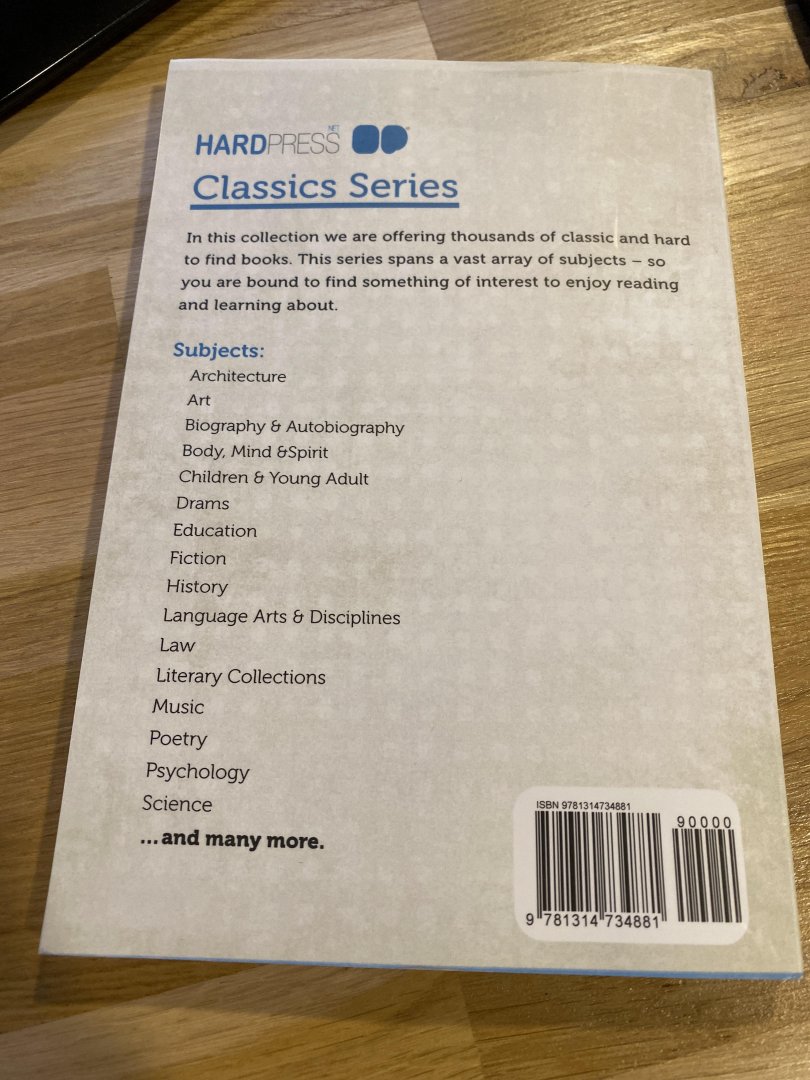 HARDPRESS.NET
Classics Series
In this collection we are offering thousands of classic and hard
to find books. This series spans a vast array of subjects – so
you are bound to find something of interest to enjoy reading
and learning about.
Subjects:
Architecture
Art
Biography & Autobiography
Body, Mind &Spirit
Children & Young Adult
Drams
Education
Fiction
History
Language Arts & Disciplines
Law
Literary Collections
Music
Poetry
Psychology
Science
...and many more.
ISBN 9781314734881
90000
9 781314 734881